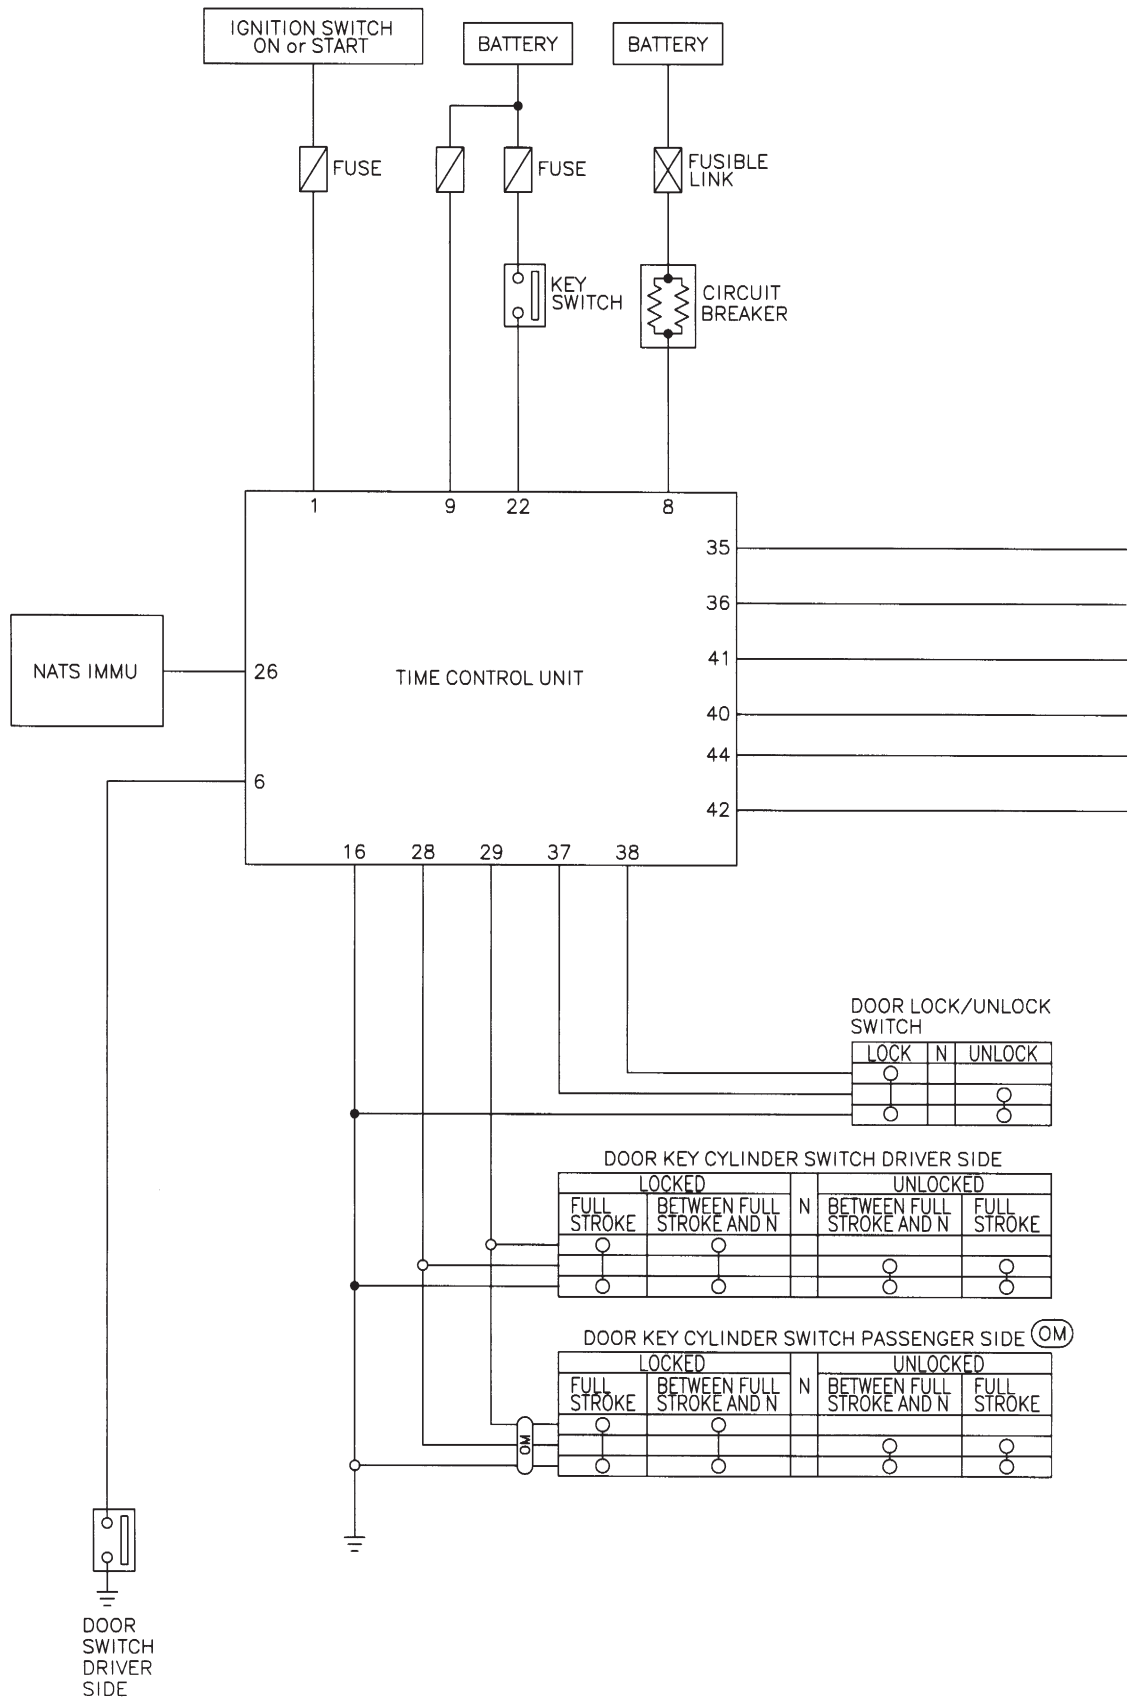 IGNITION SWITCH
ON or START
BATTERY
BATTERY
FUSE
FUSE
FUSIBLE
LINK
KEY
SWITCH
CIRCUIT
BREAKER
1
9
22
8
35
36
41
40
44
42
NATS IMMU
26
TIME CONTROL UNIT
6
16
28
29
37
38
DOOR LOCK/UNLOCK
SWITCH
LOCK N UNLOCK
DOOR KEY CYLINDER SWITCH DRIVER SIDE
LOCKED
UNLOCKED
FULL
STROKE
BETWEEN FULL
STROKE AND N
N
BETWEEN FULL
STROKE AND N
FULL
STROKE
DOOR KEY CYLINDER SWITCH PASSENGER SIDE OM
LOCKED
UNLOCKED
FULL
STROKE
BETWEEN FULL
STROKE AND N
N
BETWEEN FULL
STROKE AND N
FULL
STROKE
OM
DOOR
SWITCH
DRIVER
SIDE